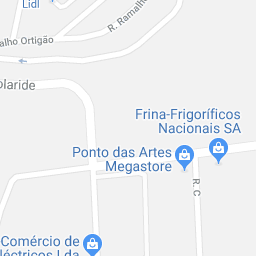 Lidl
R. Ramalho
alho Ortigão
olaride
Frina-Frigoríficos
Nacionais SA
Ponto das Artes
Megastore
R. C
Comércio de
léctricos Lda